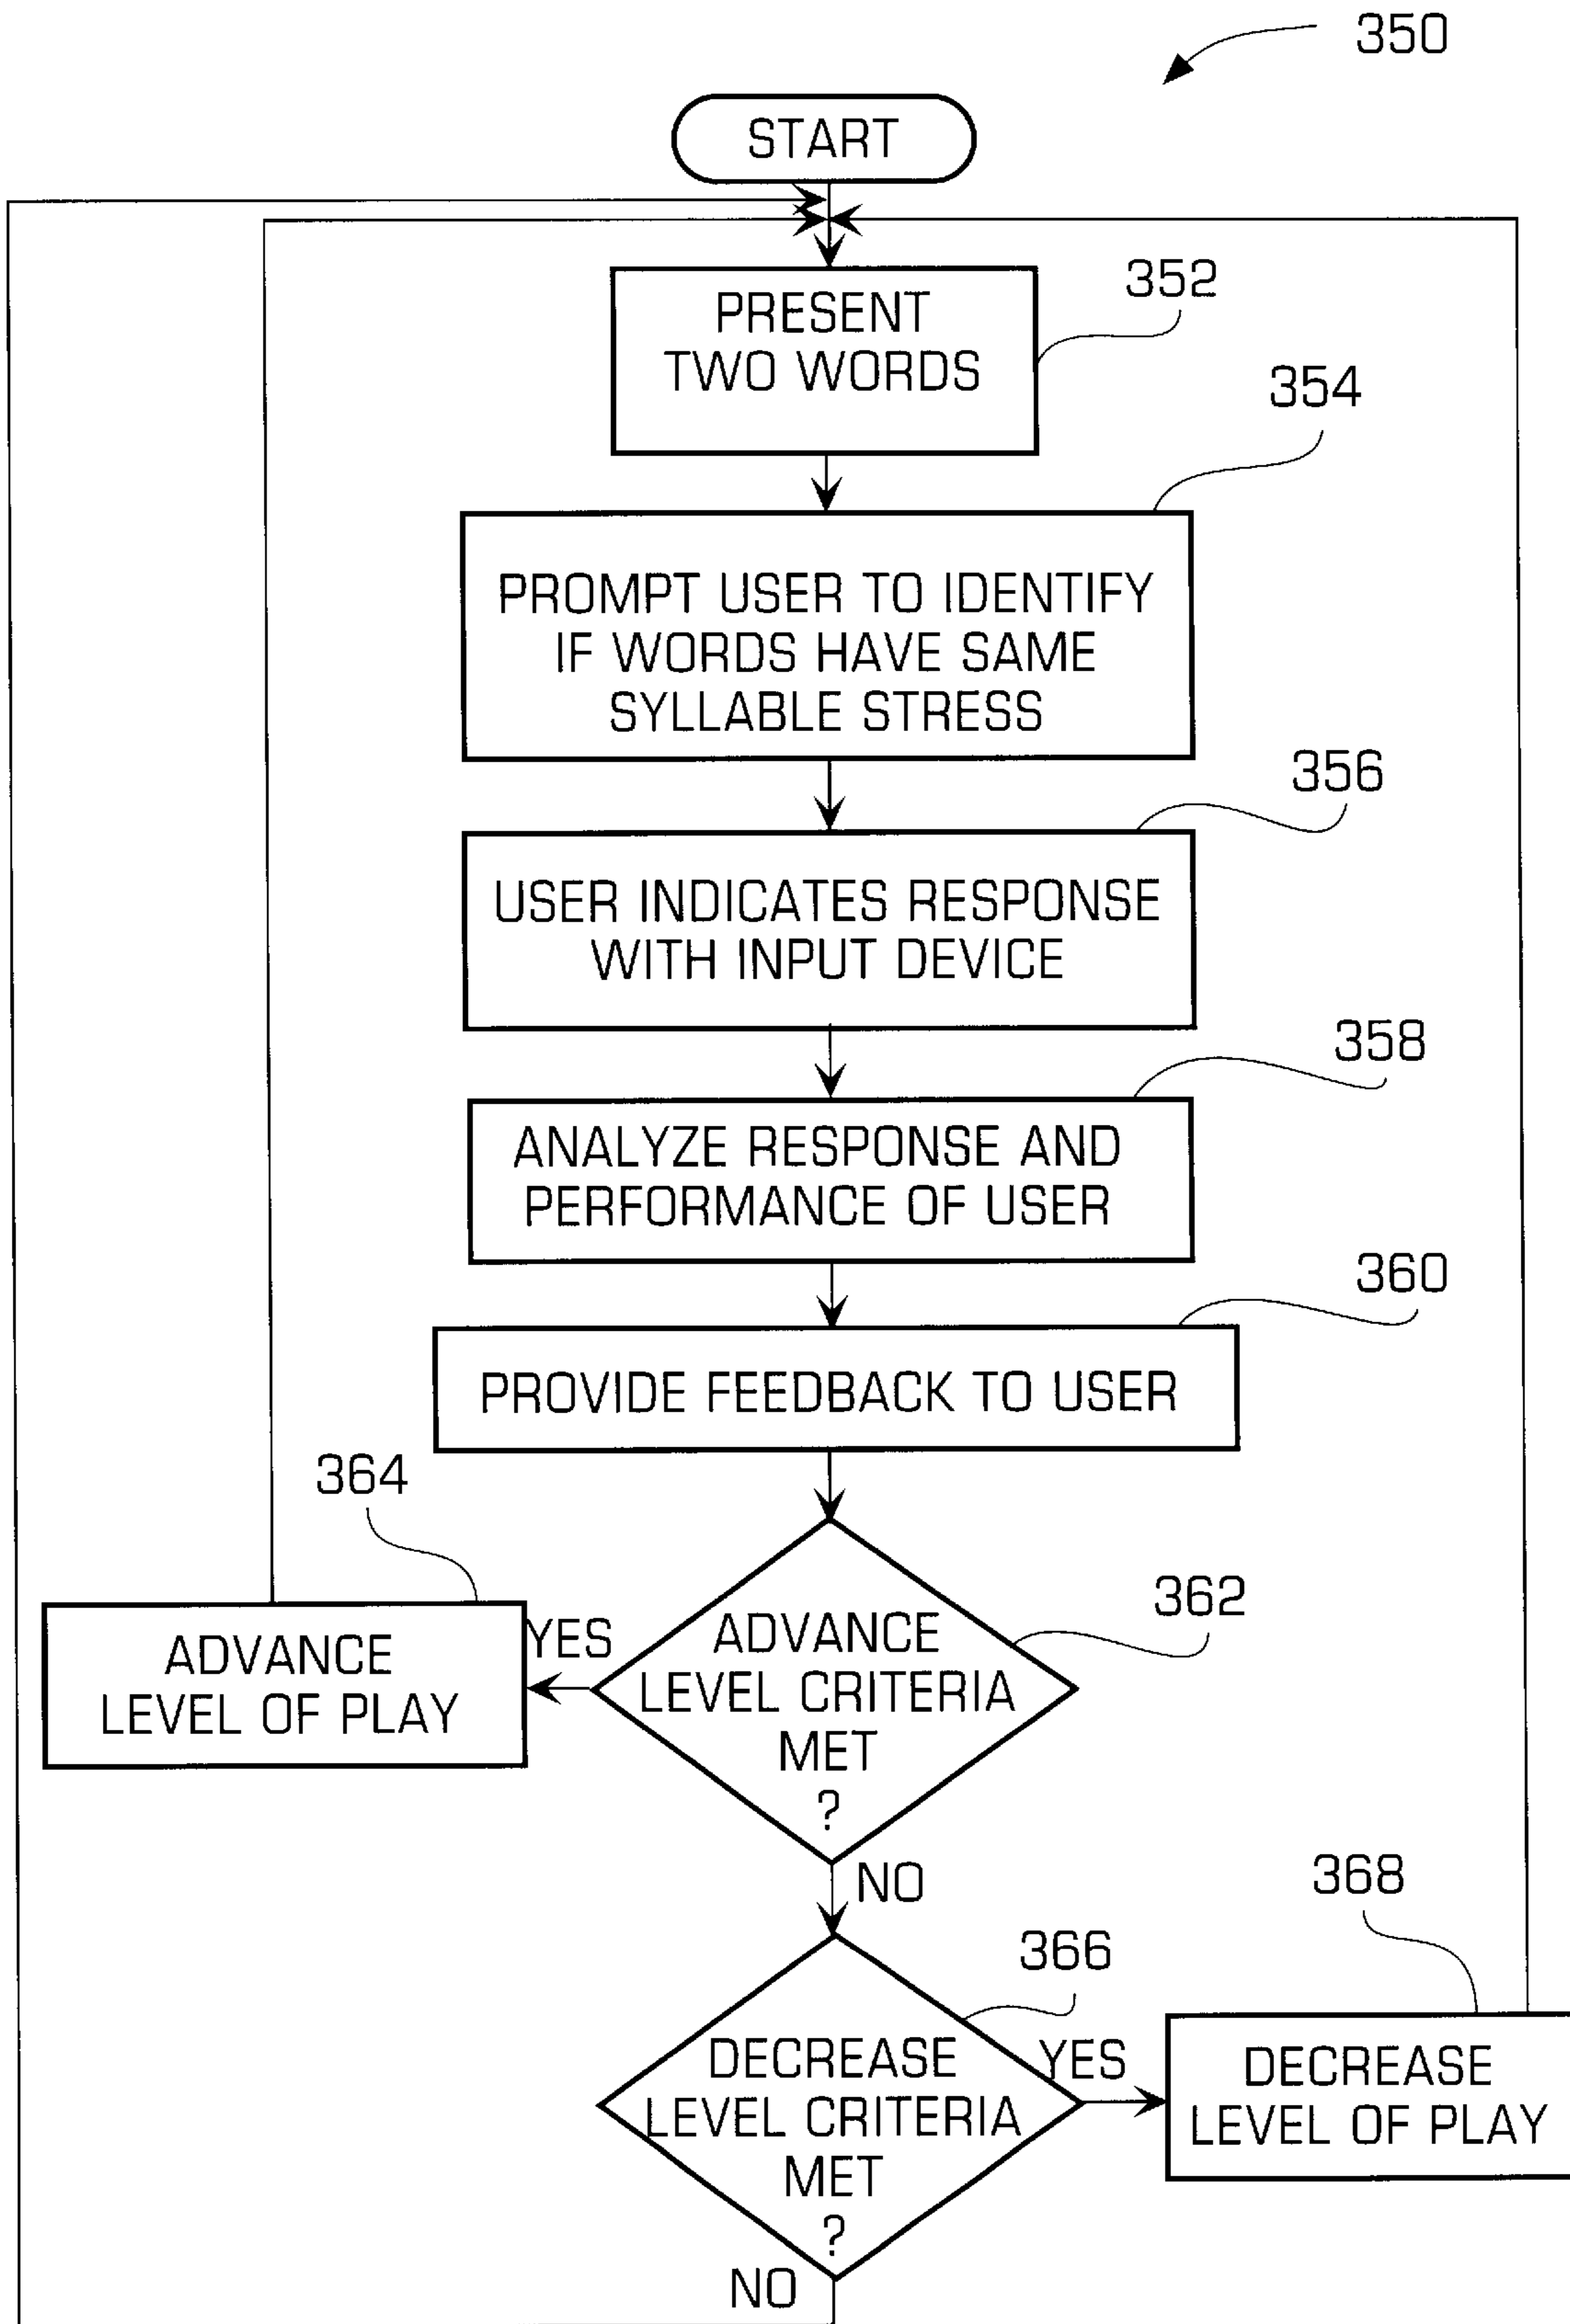 350
START
352
PRESENT
TWO WORDS
354
PROMPT USER TO IDENTIFY
IF WORDS HAVE SAME
SYLLABLE STRESS
356
USER INDICATES RESPONSE
WITH INPUT DEVICE
358
ANALYZE RESPONSE AND
PERFORMANCE OF USER
360
PROVIDE FEEDBACK TO USER
364
362
YES
ADVANCE
LEVEL OF PLAY
ADVANCE
LEVEL CRITERIA
MET
?
NO
368
366
DECREASE
LEVEL CRITERIA
MET
?
YES
DECREASE
LEVEL OF PLAY
NO